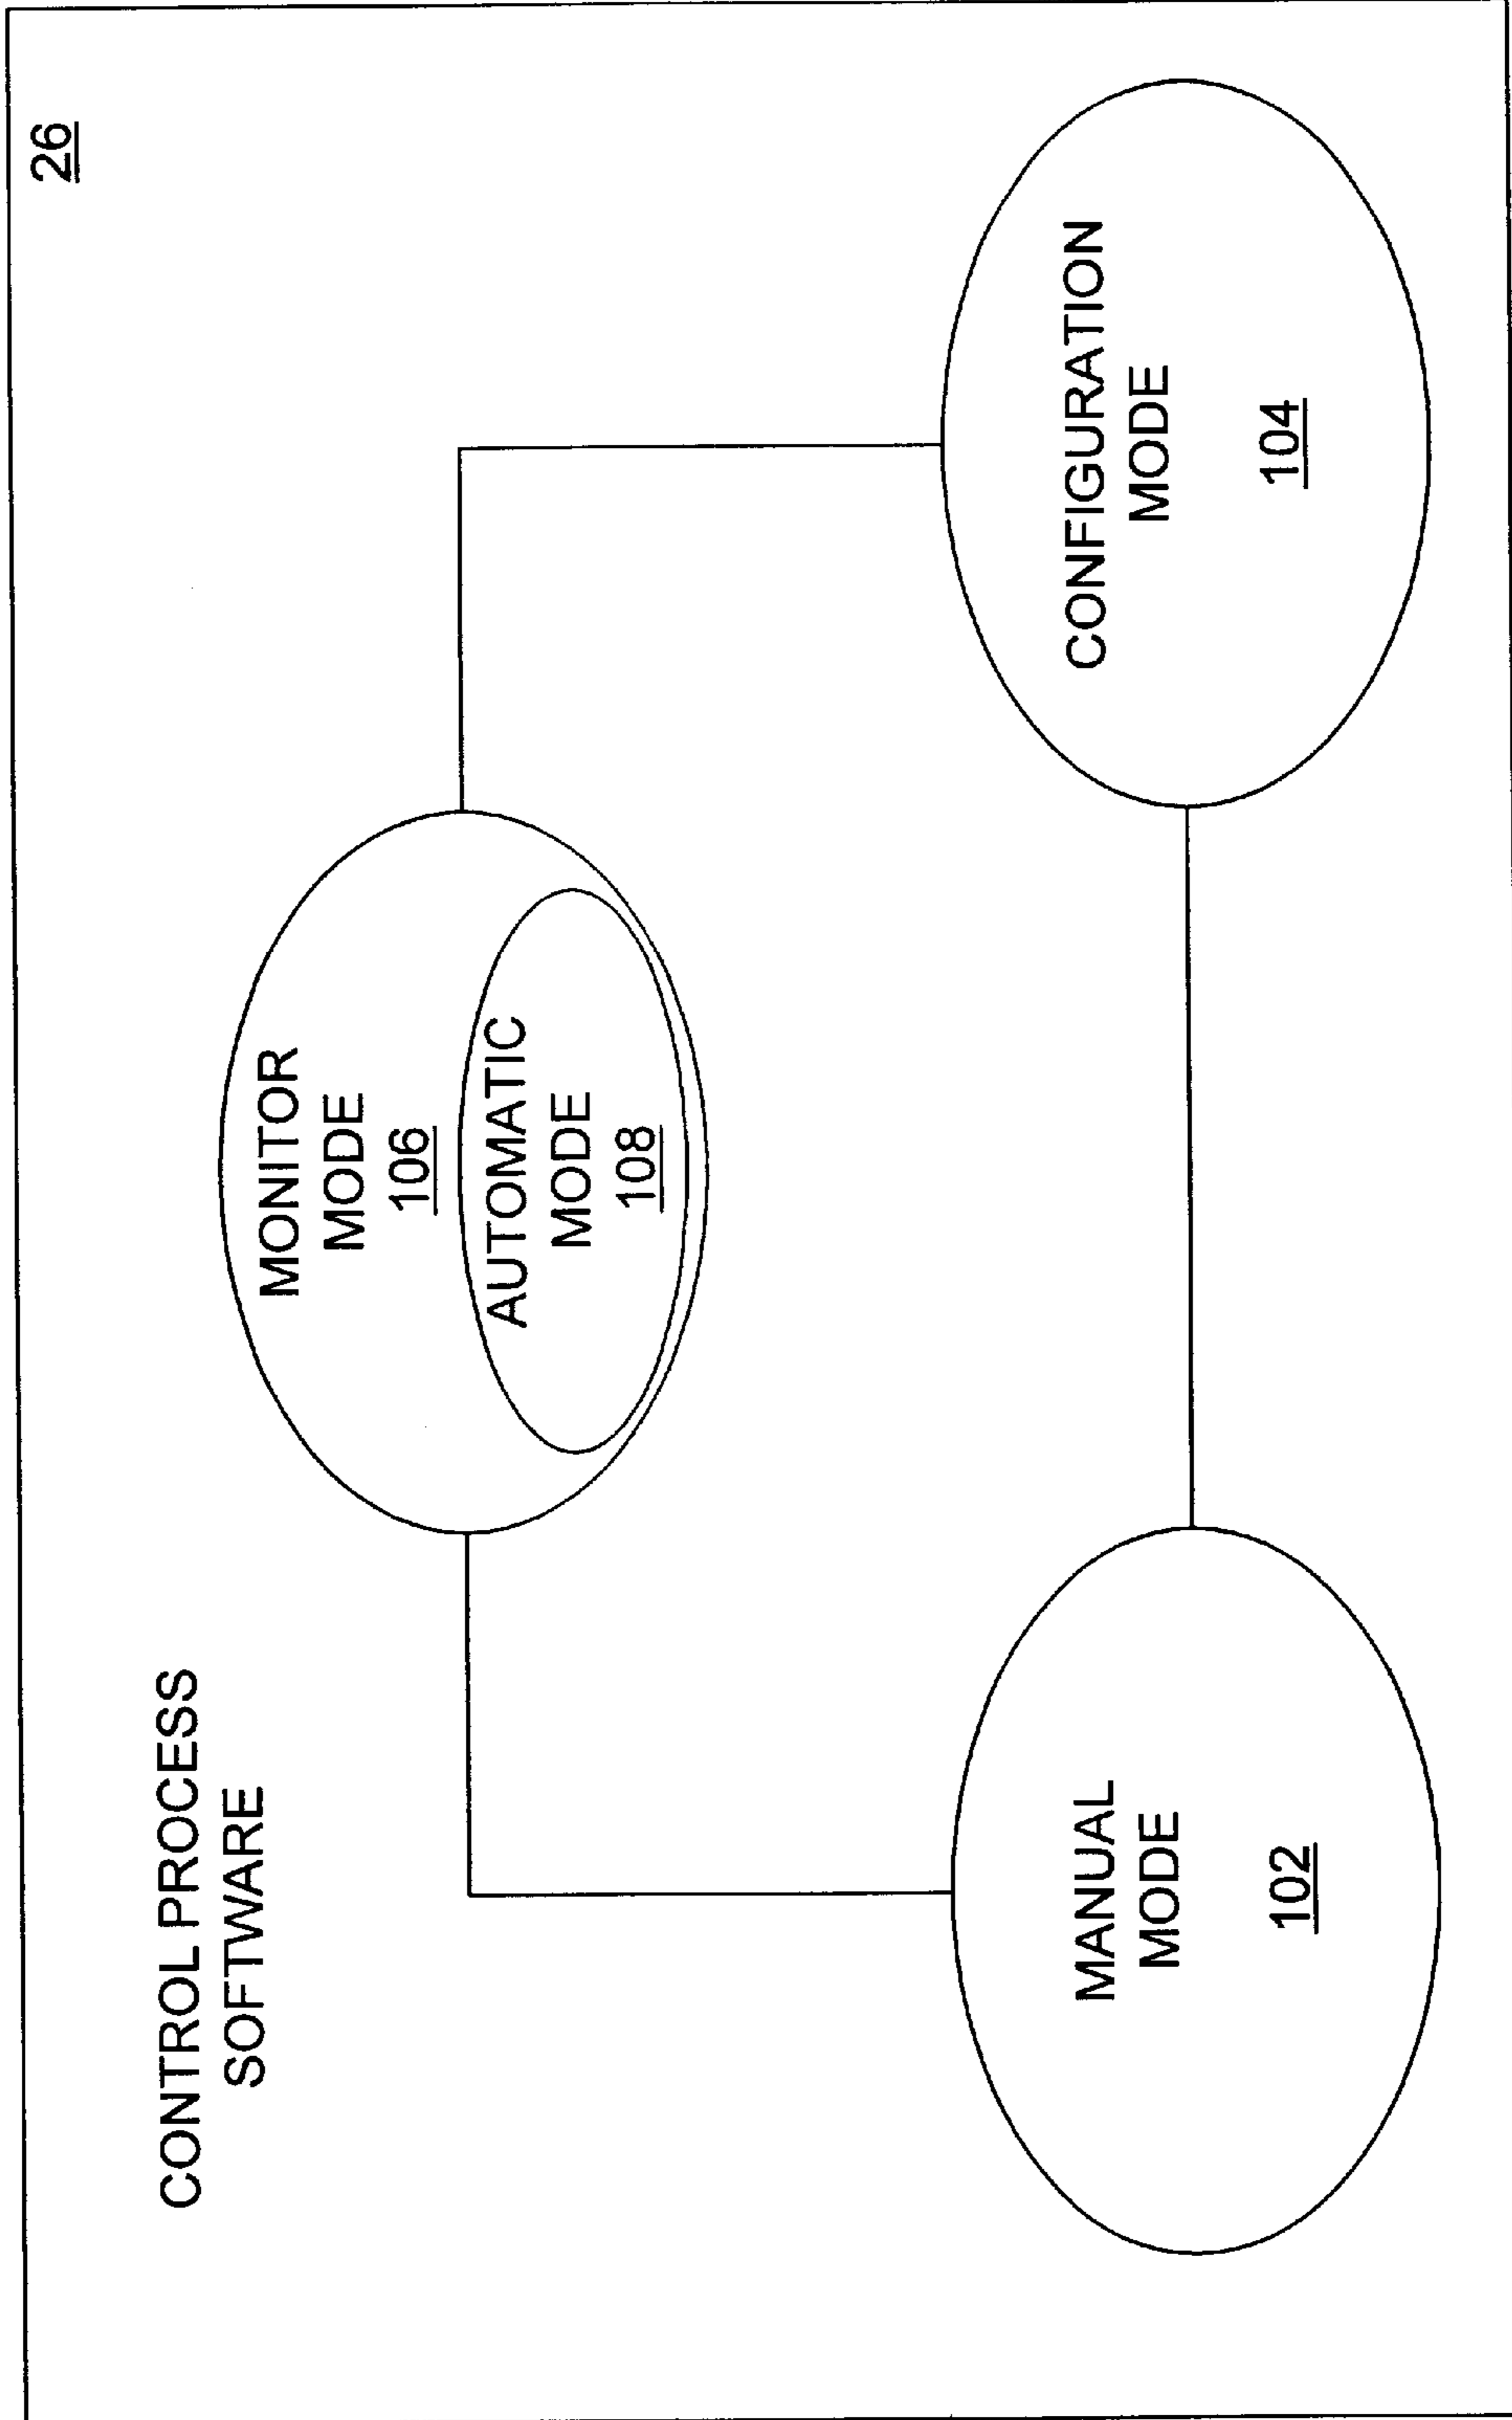 26
CONTROL PROCESS
SOFTWARE
MONITOR
MODE
106
AUTOMATIC
MODE
108
MANUAL
MODE
102
CONFIGURATION
MODE
104